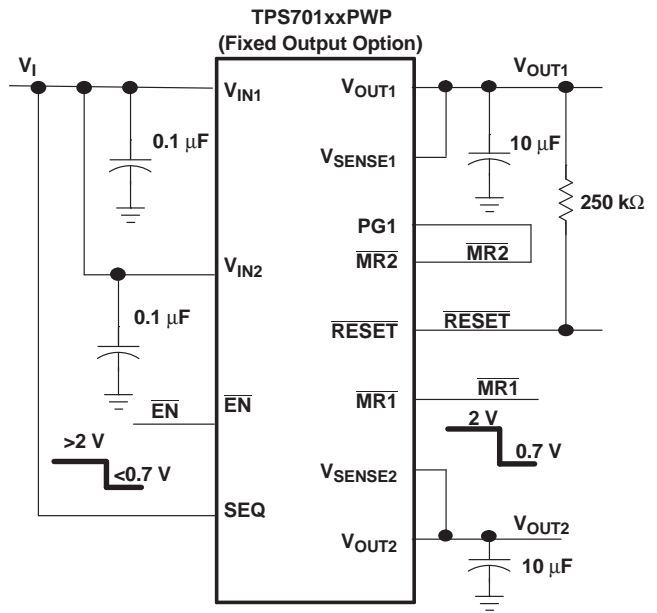 TPS701xxPWP
(Fixed Output Option)
VI
VOUT1
VIN1
VOUT1
0.1 μF
10 μF
VSENSE1
250 kΩ
PG1
MR2
MR2
VIN2
0.1 μF
RESET
RESET
EN
EN
MR1
MR1
>2 V
<0.7 V
2 V
0.7 V
VSENSE2
SEQ
VOUT2
VOUT2
10 μF